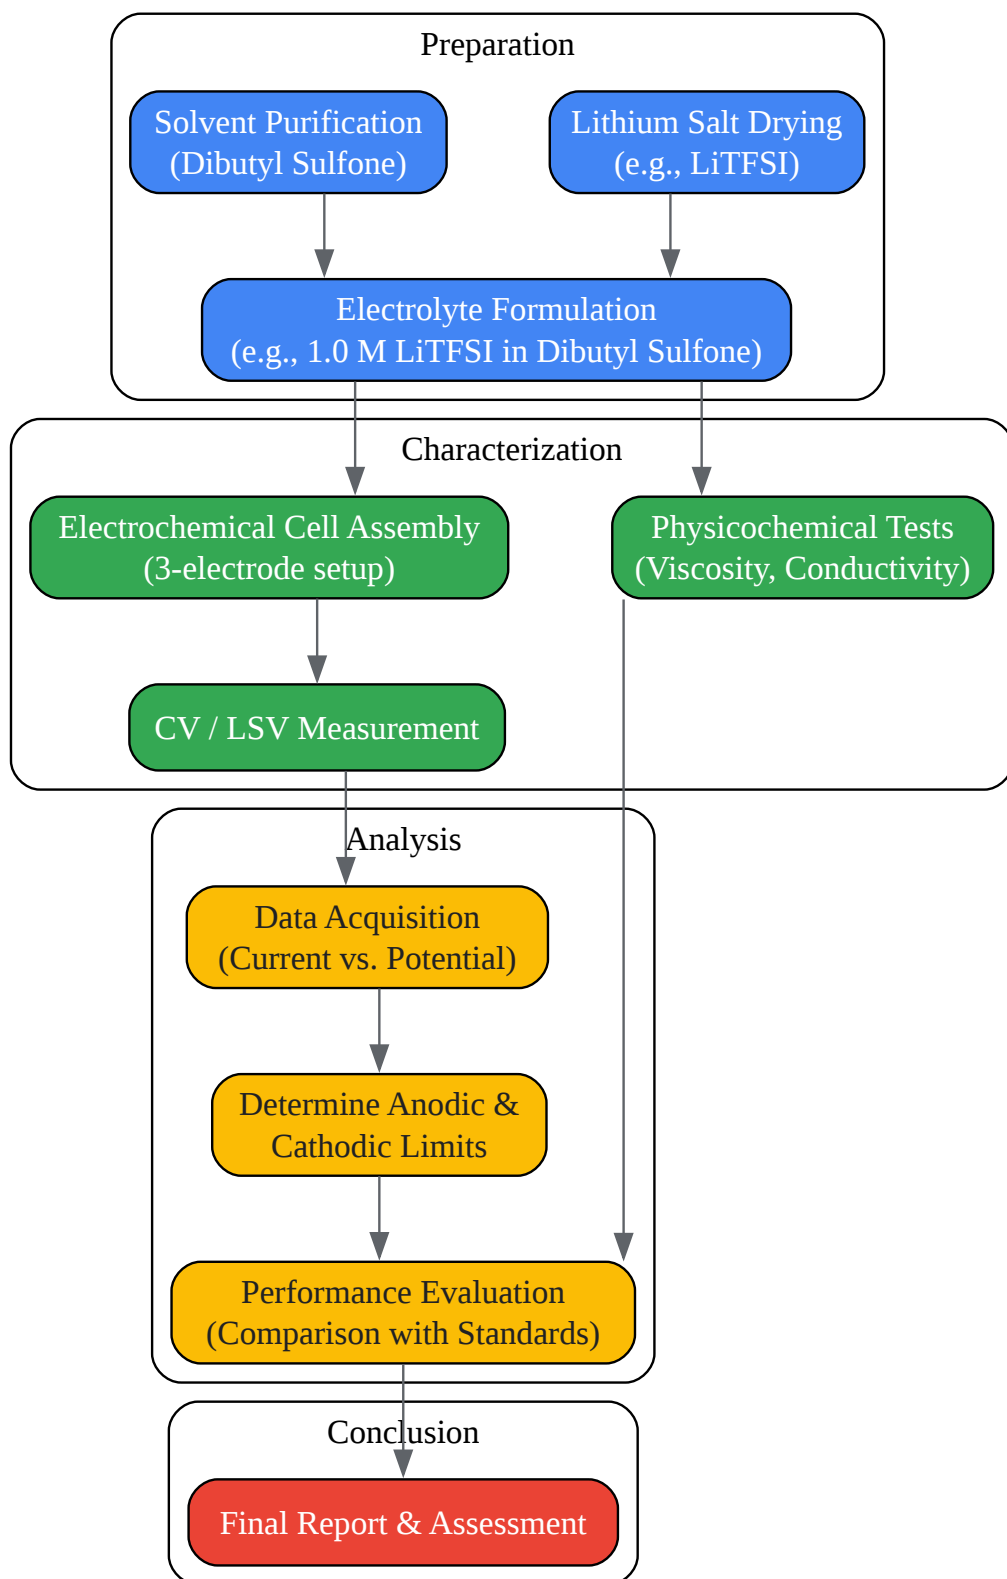 Preparation
Solvent Purification
(Dibutyl Sulfone)
Lithium Salt Drying
(e.g., LiTFSI)
Electrolyte Formulation
(e.g., 1.0 M LiTFSI in Dibutyl Sulfone)
Characterization
Electrochemical Cell Assembly
(3-electrode setup)
Physicochemical Tests
(Viscosity, Conductivity)
CV / LSV Measurement
Analysis
Data Acquisition
(Current vs. Potential)
Determine Anodic &
Cathodic Limits
Performance Evaluation
(Comparison with Standards)
Conclusion
Final Report & Assessment